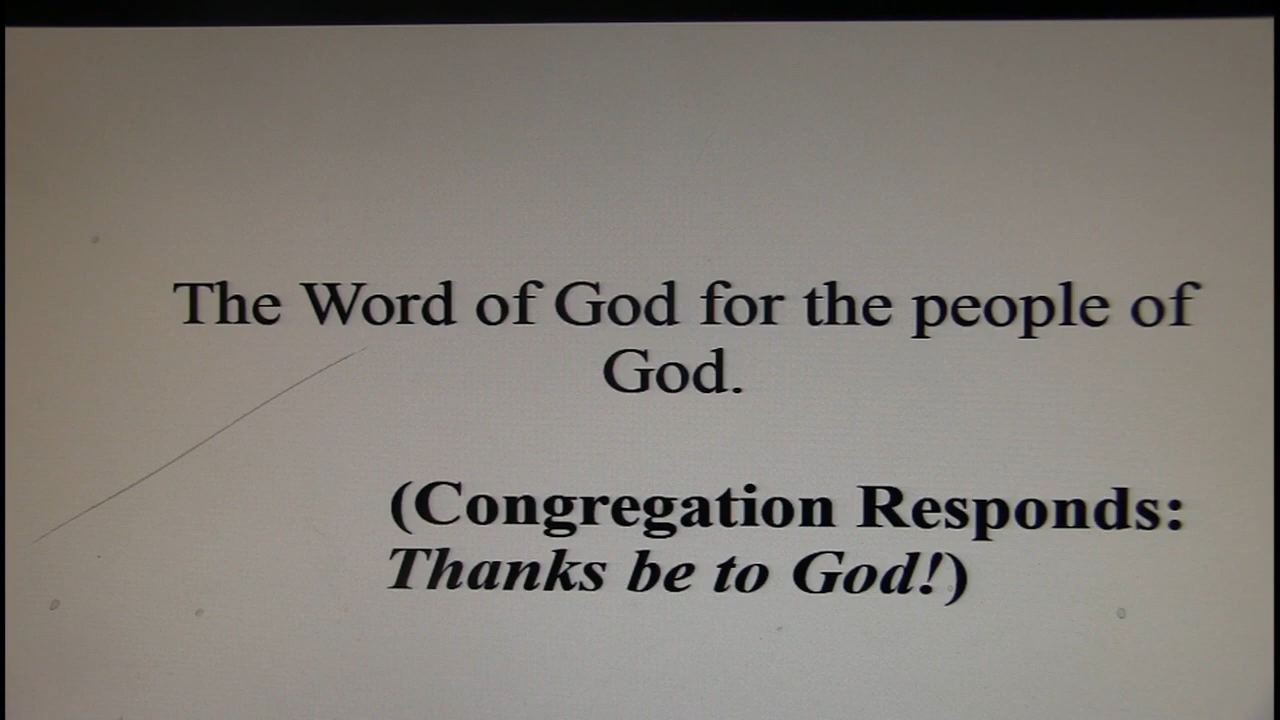 The Word of God for the people of
God.
(Congregation Responds:
Thanks be to God!)